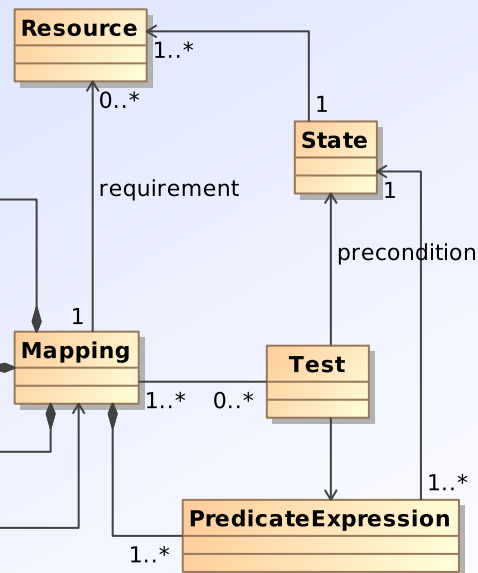 Resource
1..*
0..*
1
State
1
requirement
precondition
1
Mapping
Test
1..*
0..*
1..*
PredicateExpression
1..*